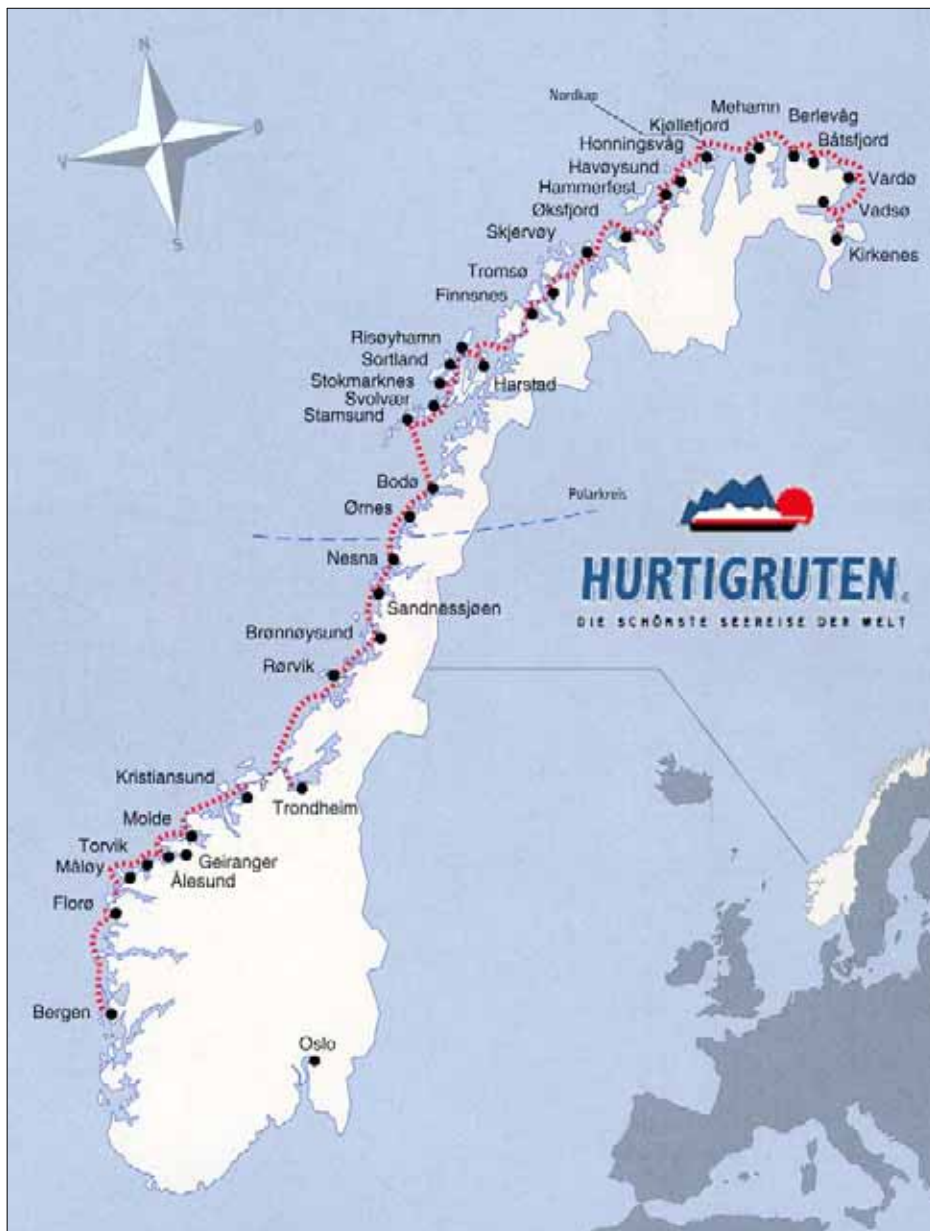 N
V
Ø
S
Nordkap
Mehamn
Berlevåg
Kjøllefjord
Båtsfjord
Honningsvåg
Havøysund
Vardø
Hammerfest
Øksfjord
Vadsø
Skjervøy
Kirkenes
Tromsø
Finnsnes
Risøyhamn
Sortland
Harstad
Stokmarknes
Svolvær
Stamsund
Bodø
Polarkreis
Ørnes
Nesna
HURTIGRUTEN
DIE SCHÖNSTE SEEREISE DER WELT
Sandnessjøen
Brønnøysund
Rørvik
Kristiansund
Trondheim
Molde
Torvik
Geiranger
Måløy
Ålesund
Florø
Bergen
Oslo